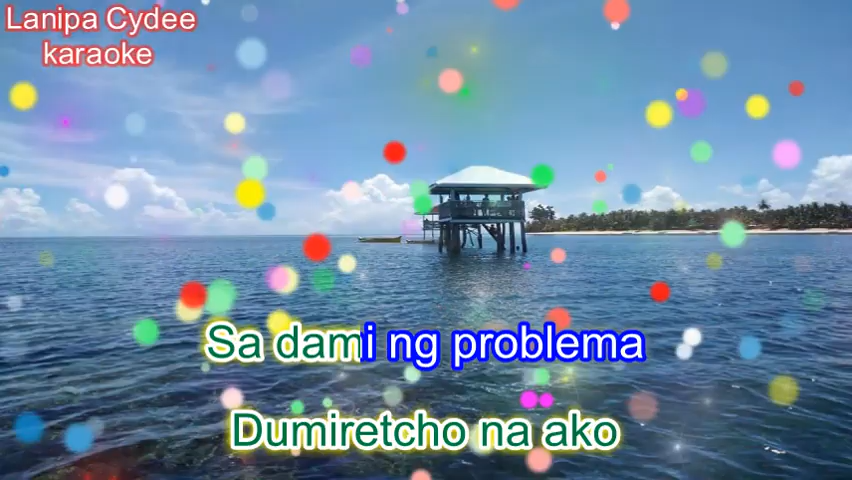 Lanipa Cydee
karaoke
Sa dami ng problema
Dumiretcho na ako